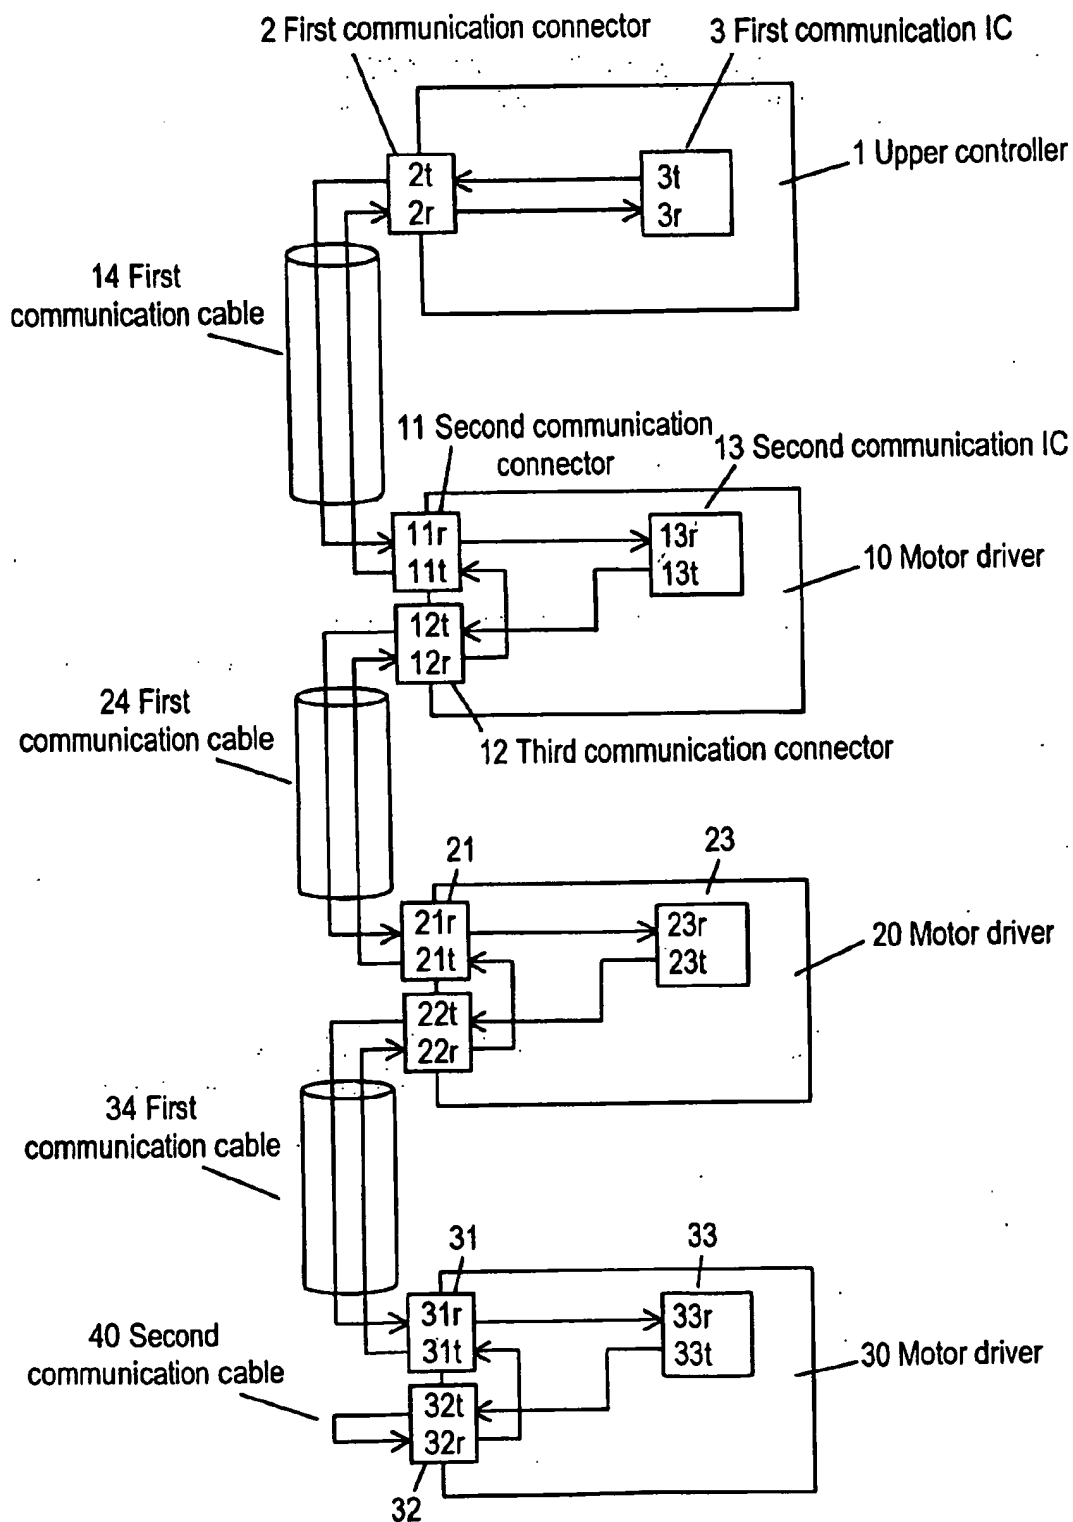 2 First communication connector
3 First communication IC
2t
2r
3t
3r
1 Upper controller
14 First
communication cable
11 Second communication
connector
13 Second communication IC
11r
11t
13r
13t
10 Motor driver
12t
12r
24 First
communication cable
12 Third communication connector
21
23
21r
21t
23r
23t
20 Motor driver
22t
22r
34 First
communication cable
31
33
31r
31t
33r
33t
40 Second
communication cable
30 Motor driver
32t
32r
32